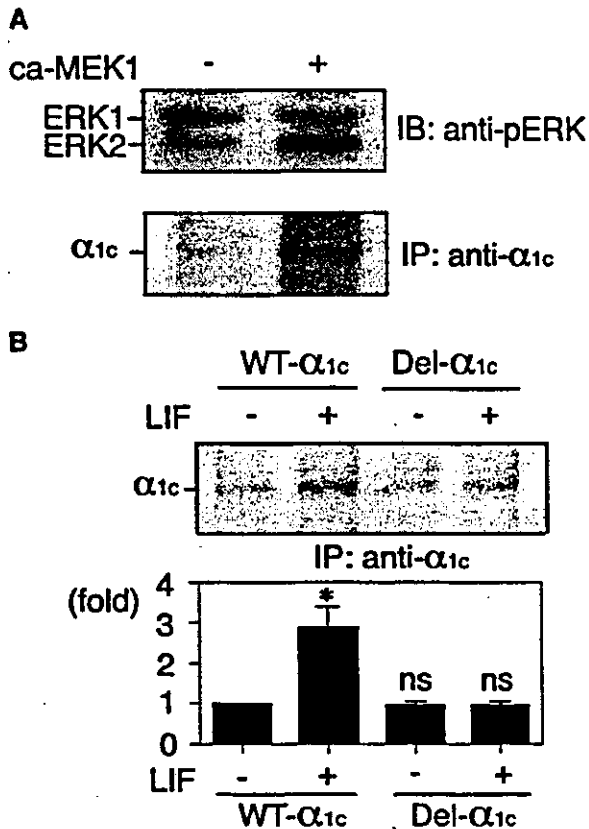 A
ca-MEK1 - +
ERK1
ERK2
IB: anti-pERK
α1c
IP: anti-α1c
B
WT-α1c Del-α1c
LIF - + - +
α1c
IP: anti-α1c
(fold)
4
3
2
1
0
*
ns ns
LIF - + - +
WT-α1c Del-α1c